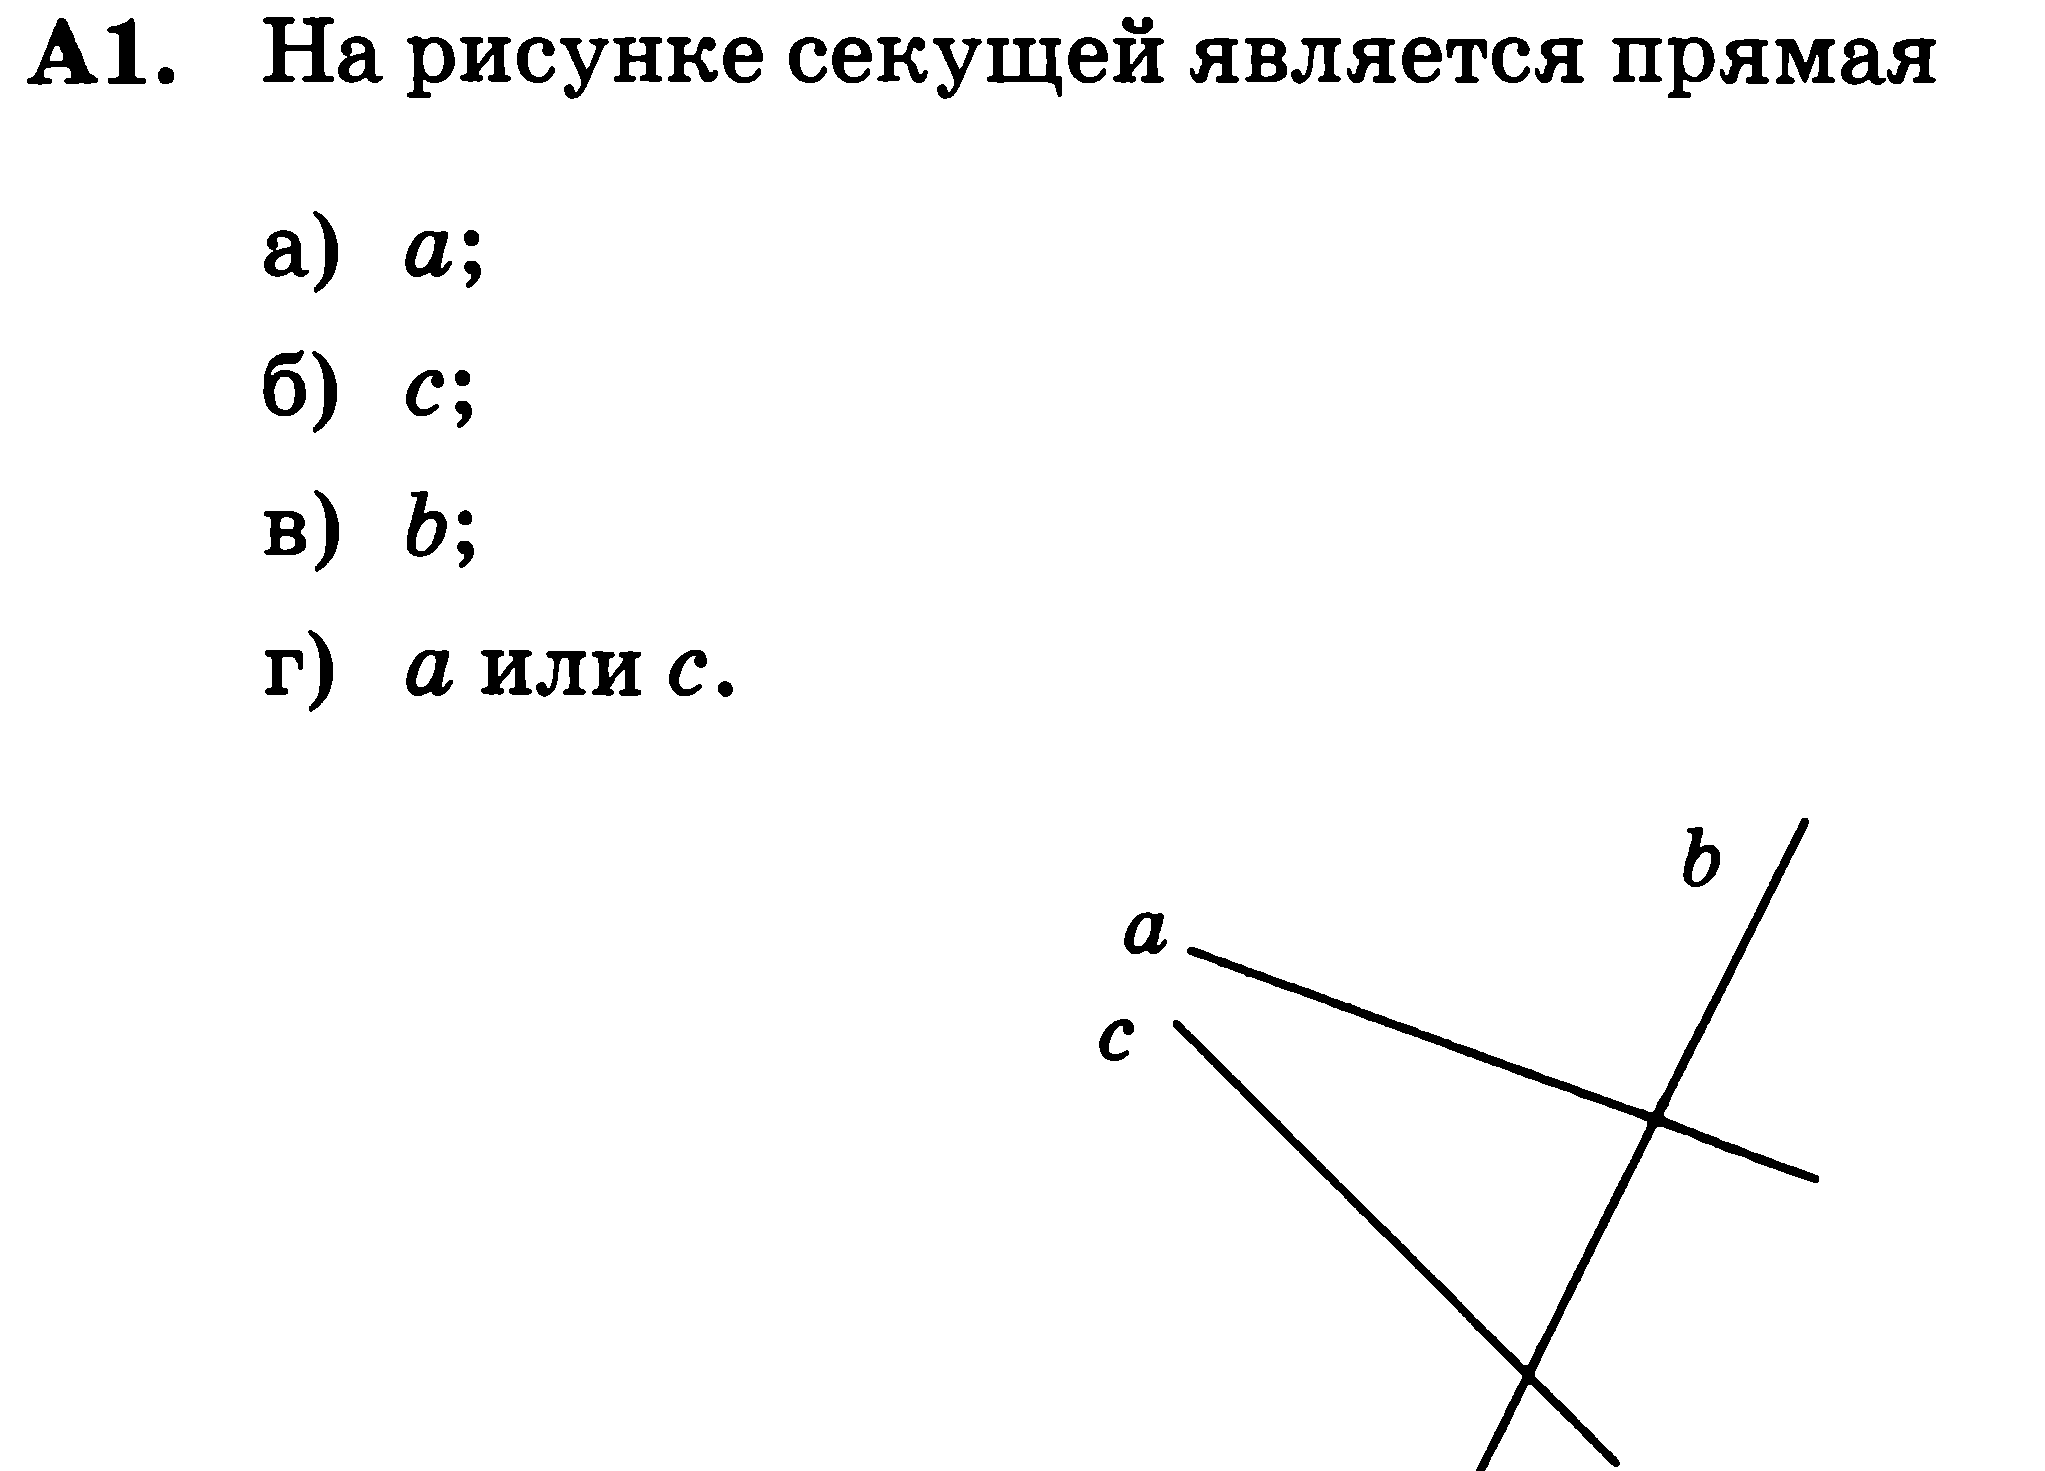 А1. На рисунке секущей является прямая
а) a;
б) c;
в) b;
г) a или c.
b
a
c